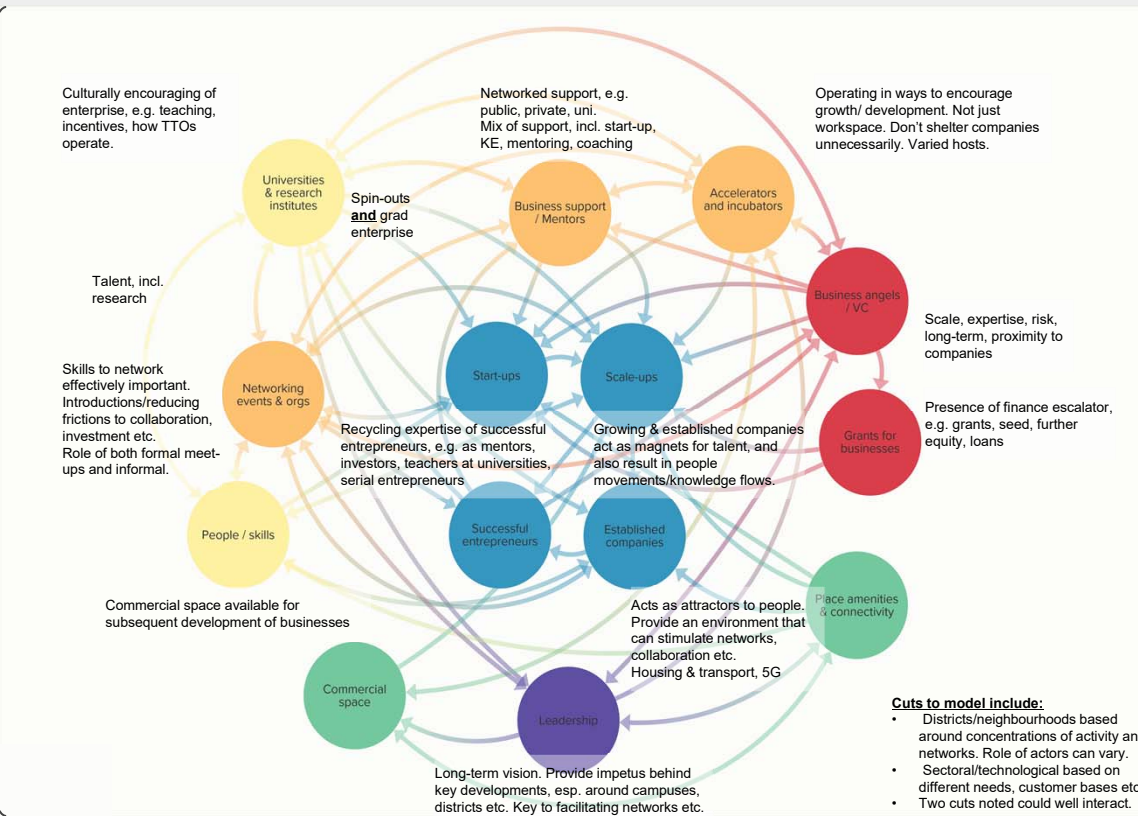 Culturally encouraging of
enterprise, e.g. teaching,
incentives, how TTOs
operate.
Networked support, e.g.
public, private, uni.
Mix of support, incl. start-up,
KE, mentoring, coaching
Operating in ways to encourage
growth/ development. Not just
workspace. Don't shelter companies
unnecessarily. Varied hosts.
Universities
& research
institutes
Spin-outs
and grad
enterprise
Business support
/ Mentors
Accelerators
and incubators
Talent, incl.
research
Business angels
/ VC
Scale, expertise, risk,
long-term, proximity to
companies
Skills to network
effectively important.
Introductions/reducing
frictions to collaboration,
investment etc.
Role of both formal meet-
ups and informal.
Networking
events & orgs
Start-ups
Scale-ups
Grants for
businesses
Presence of finance escalator,
e.g. grants, seed, further
equity, loans
Recycling expertise of successful
entrepreneurs, e.g. as mentors,
investors, teachers at universities,
serial entrepreneurs
Growing & established companies
act as magnets for talent, and
also result in people
movements/knowledge flows.
People / skills
Successful
entrepreneurs
Established
companies
Commercial space available for
subsequent development of businesses
Acts as attractors to people.
Provide an environment that
can stimulate networks,
collaboration etc.
Housing & transport, 5G
Place amenities
& connectivity
Commercial
space
Leadership
Long-term vision. Provide impetus behind
key developments, esp. around campuses,
districts etc. Key to facilitating networks etc.
Cuts to model include:
• Districts/neighbourhoods based
around concentrations of activity an
networks. Role of actors can vary.
• Sectoral/technological based on
different needs, customer bases etc
• Two cuts noted could well interact.